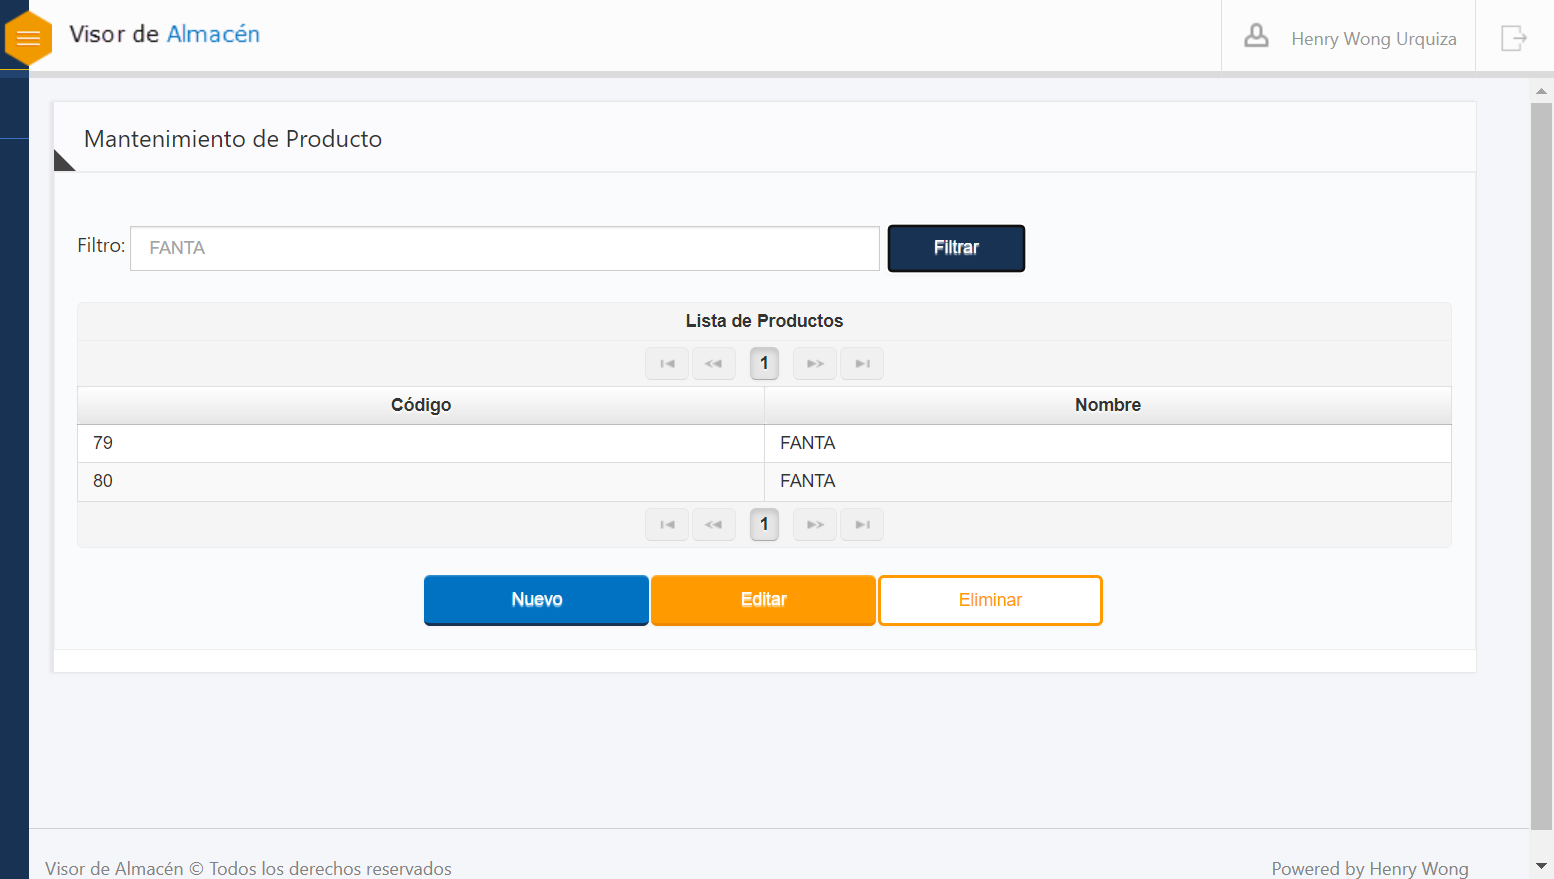 Visor de Almacén
Henry Wong Urquiza
Mantenimiento de Producto
Filtro: FANTA Filtrar
Lista de Productos
1
Código Nombre
79 FANTA
80 FANTA
1
Nuevo Editar Eliminar
Visor de Almacén © Todos los derechos reservados Powered by Henry Wong